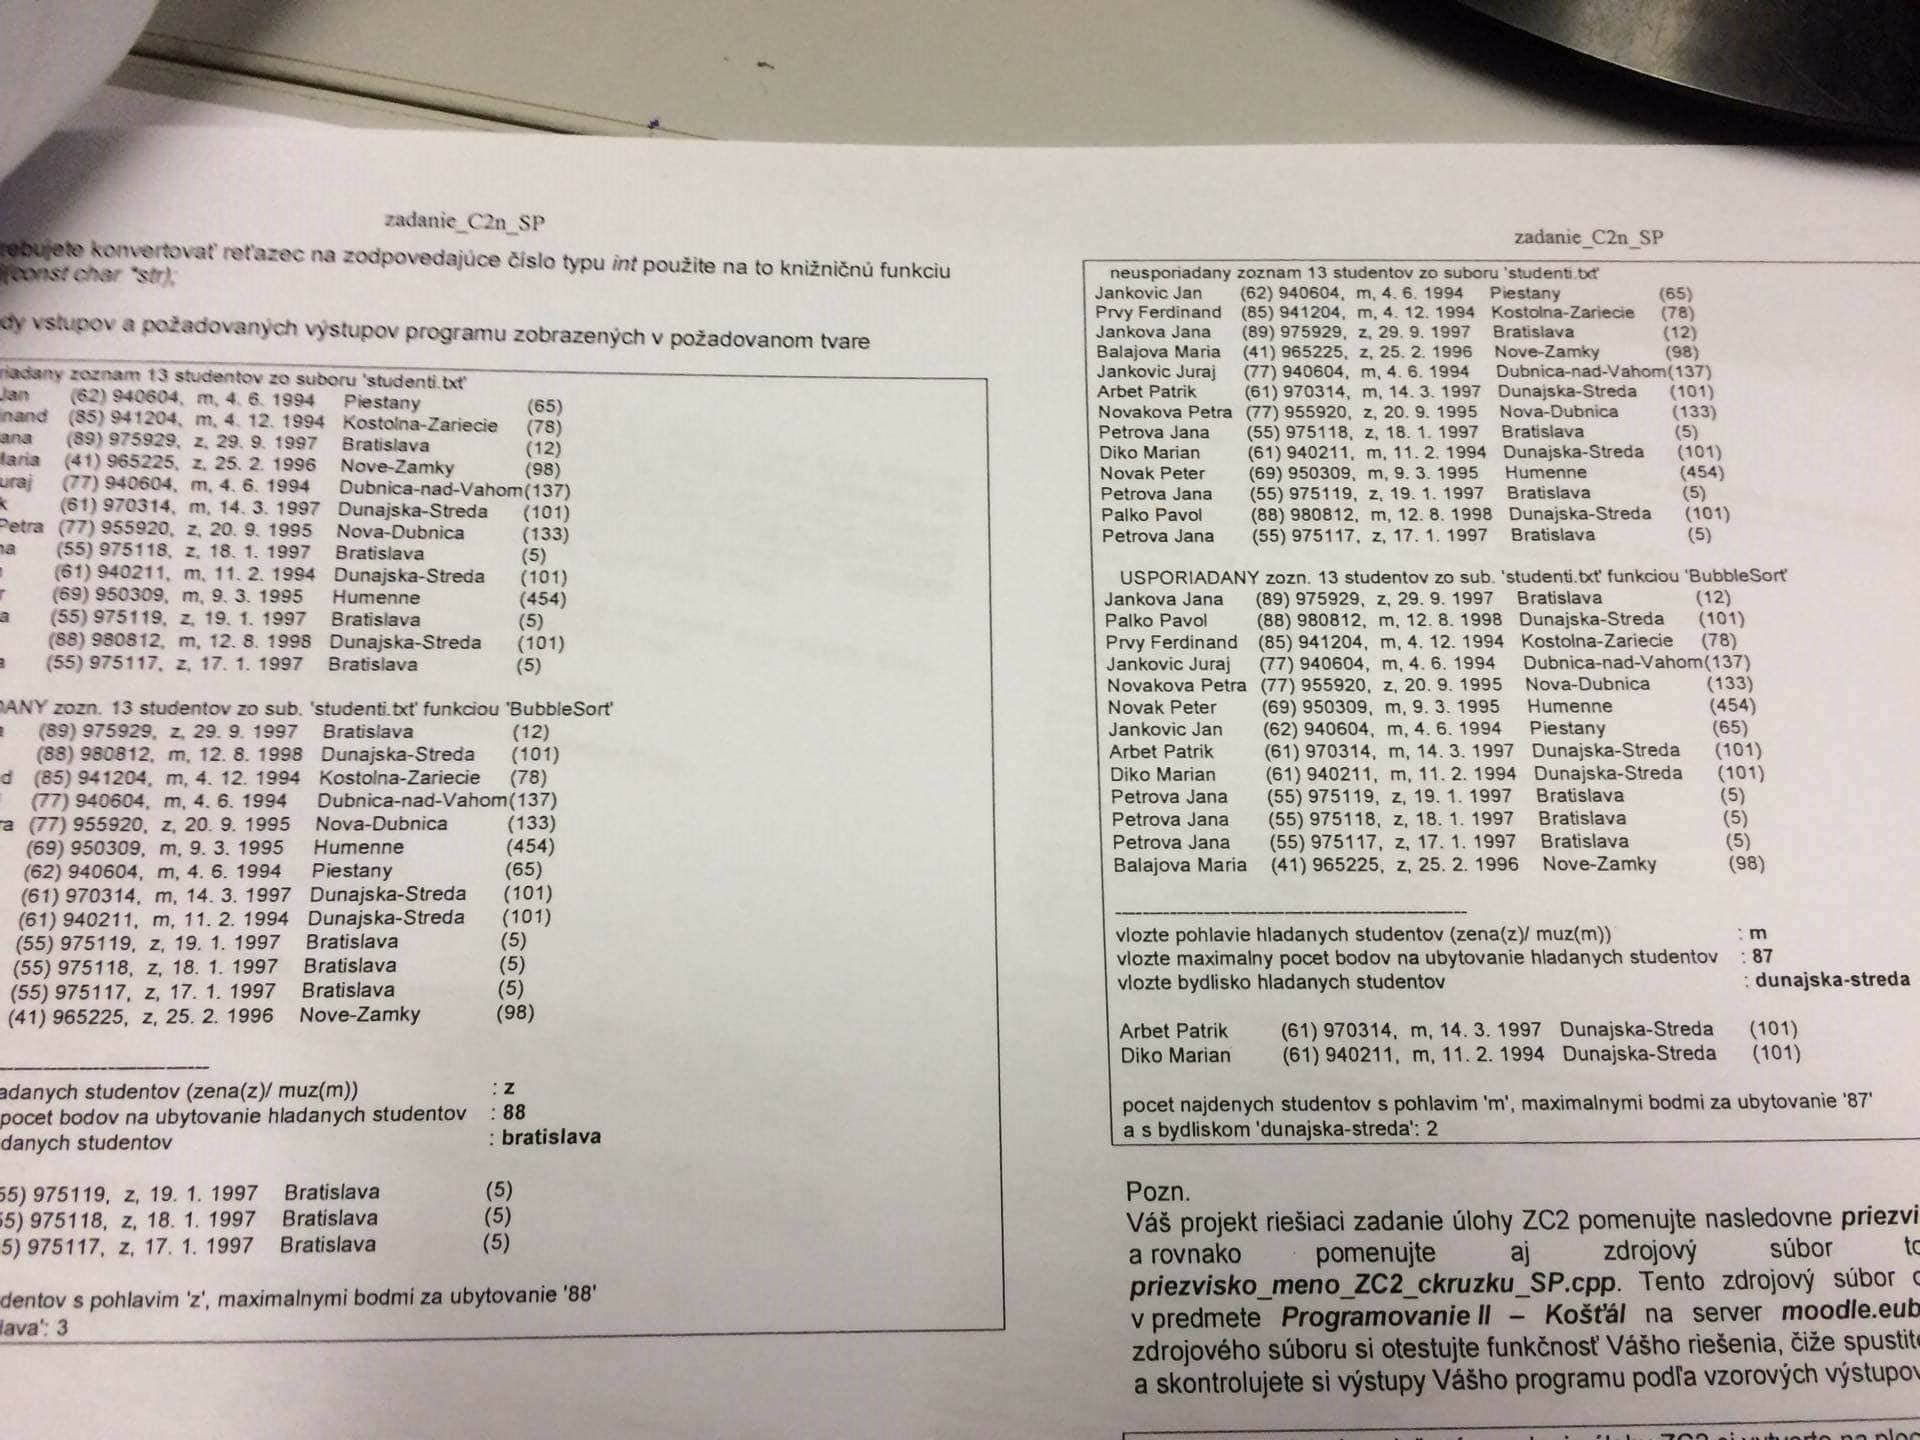 zadanie_C2n_SP
konvertovať reťazec na zodpovedajúce číslo typu int použite na to knižničnú funkciu
(const char *str);
vstupov a požadovaných výstupov programu zobrazených v požadovanom tvare
zoznam 13 studentov zo suboru 'studenti.txt'
Jan (62) 940604, m, 4. 6. 1994 Piestany (65)
inand (85) 941204, m, 4. 12. 1994 Kostolna-Zariecie (78)
ana (89) 975929, z, 29. 9. 1997 Bratislava (12)
Maria (41) 965225, z, 25. 2. 1996 Nove-Zamky (98)
uraj (77) 940604, m, 4. 6. 1994 Dubnica-nad-Vahom(137)
k (61) 970314, m, 14. 3. 1997 Dunajska-Streda (101)
Petra (77) 955920, z, 20. 9. 1995 Nova-Dubnica (133)
na (55) 975118, z, 18. 1. 1997 Bratislava (5)
(61) 940211, m, 11. 2. 1994 Dunajska-Streda (101)
r (69) 950309, m, 9. 3. 1995 Humenne (454)
a (55) 975119, z, 19. 1. 1997 Bratislava (5)
(88) 980812, m, 12. 8. 1998 Dunajska-Streda (101)
a (55) 975117, z, 17. 1. 1997 Bratislava (5)
DANY zozn. 13 studentov zo sub. 'studenti.txt' funkciou 'BubbleSort'
(89) 975929, z, 29. 9. 1997 Bratislava (12)
(88) 980812, m, 12. 8. 1998 Dunajska-Streda (101)
d (85) 941204, m, 4. 12. 1994 Kostolna-Zariecie (78)
(77) 940604, m, 4. 6. 1994 Dubnica-nad-Vahom(137)
ra (77) 955920, z, 20. 9. 1995 Nova-Dubnica (133)
(69) 950309, m, 9. 3. 1995 Humenne (454)
(62) 940604, m, 4. 6. 1994 Piestany (65)
(61) 970314, m, 14. 3. 1997 Dunajska-Streda (101)
(61) 940211, m, 11. 2. 1994 Dunajska-Streda (101)
(55) 975119, z, 19. 1. 1997 Bratislava (5)
(55) 975118, z, 18. 1. 1997 Bratislava (5)
(55) 975117, z, 17. 1. 1997 Bratislava (5)
(41) 965225, z, 25. 2. 1996 Nove-Zamky (98)
adanych studentov (zena(z)/ muz(m)) : z
pocet bodov na ubytovanie hladanych studentov : 88
danych studentov : bratislava
55) 975119, z, 19. 1. 1997 Bratislava (5)
55) 975118, z, 18. 1. 1997 Bratislava (5)
5) 975117, z, 17. 1. 1997 Bratislava (5)
dentov s pohlavim 'z', maximalnymi bodmi za ubytovanie '88'
lava': 3
zadanie_C2n_SP
neusporiadany zoznam 13 studentov zo suboru 'studenti.txt'
Jankovic Jan (62) 940604, m, 4. 6. 1994 Piestany (65)
Prvy Ferdinand (85) 941204, m, 4. 12. 1994 Kostolna-Zariecie (78)
Jankova Jana (89) 975929, z, 29. 9. 1997 Bratislava (12)
Balajova Maria (41) 965225, z, 25. 2. 1996 Nove-Zamky (98)
Jankovic Juraj (77) 940604, m, 4. 6. 1994 Dubnica-nad-Vahom(137)
Arbet Patrik (61) 970314, m, 14. 3. 1997 Dunajska-Streda (101)
Novakova Petra (77) 955920, z, 20. 9. 1995 Nova-Dubnica (133)
Petrova Jana (55) 975118, z, 18. 1. 1997 Bratislava (5)
Diko Marian (61) 940211, m, 11. 2. 1994 Dunajska-Streda (101)
Novak Peter (69) 950309, m, 9. 3. 1995 Humenne (454)
Petrova Jana (55) 975119, z, 19. 1. 1997 Bratislava (5)
Palko Pavol (88) 980812, m, 12. 8. 1998 Dunajska-Streda (101)
Petrova Jana (55) 975117, z, 17. 1. 1997 Bratislava (5)
USPORIADANY zozn. 13 studentov zo sub. 'studenti.txt' funkciou 'BubbleSort'
Jankova Jana (89) 975929, z, 29. 9. 1997 Bratislava (12)
Palko Pavol (88) 980812, m, 12. 8. 1998 Dunajska-Streda (101)
Prvy Ferdinand (85) 941204, m, 4. 12. 1994 Kostolna-Zariecie (78)
Jankovic Juraj (77) 940604, m, 4. 6. 1994 Dubnica-nad-Vahom(137)
Novakova Petra (77) 955920, z, 20. 9. 1995 Nova-Dubnica (133)
Novak Peter (69) 950309, m, 9. 3. 1995 Humenne (454)
Jankovic Jan (62) 940604, m, 4. 6. 1994 Piestany (65)
Arbet Patrik (61) 970314, m, 14. 3. 1997 Dunajska-Streda (101)
Diko Marian (61) 940211, m, 11. 2. 1994 Dunajska-Streda (101)
Petrova Jana (55) 975119, z, 19. 1. 1997 Bratislava (5)
Petrova Jana (55) 975118, z, 18. 1. 1997 Bratislava (5)
Petrova Jana (55) 975117, z, 17. 1. 1997 Bratislava (5)
Balajova Maria (41) 965225, z, 25. 2. 1996 Nove-Zamky (98)
vlozte pohlavie hladanych studentov (zena(z)/ muz(m)) : m
vlozte maximalny pocet bodov na ubytovanie hladanych studentov : 87
vlozte bydlisko hladanych studentov : dunajska-streda
Arbet Patrik (61) 970314, m, 14. 3. 1997 Dunajska-Streda (101)
Diko Marian (61) 940211, m, 11. 2. 1994 Dunajska-Streda (101)
pocet najdenych studentov s pohlavim 'm', maximalnymi bodmi za ubytovanie '87'
a s bydliskom 'dunajska-streda': 2
Pozn.
Váš projekt riešiaci zadanie úlohy ZC2 pomenujte nasledovne priezvi
a rovnako pomenujte aj zdrojový súbor to
priezvisko_meno_ZC2_ckruzku_SP.cpp. Tento zdrojový súbor
v predmete Programovanie II – Košťál na server moodle.eub
zdrojového súboru si otestujte funkčnosť Vášho riešenia, čiže spustite
a skontrolujete si výstupy Vášho programu podľa vzorových výstupov